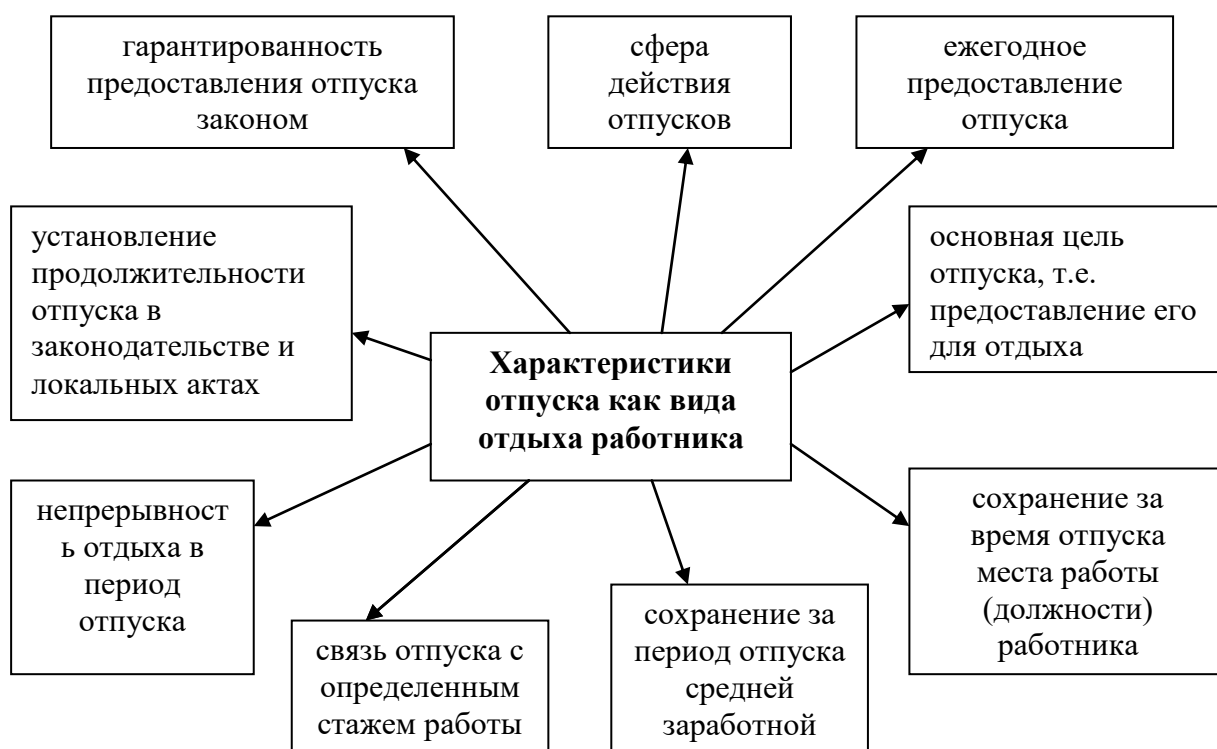 гарантированность
предоставления отпуска
законом
сфера
действия
отпусков
ежегодное
предоставление
отпуска
установление
продолжительности
отпуска в
законодательстве и
локальных актах
основная цель
отпуска, т.е.
предоставление его
для отдыха
Характеристики
отпуска как вида
отдыха работника
непрерывност
ь отдыха в
период
отпуска
сохранение за
время отпуска
места работы
(должности)
работника
связь отпуска с
определенным
стажем работы
сохранение за
период отпуска
средней
заработной